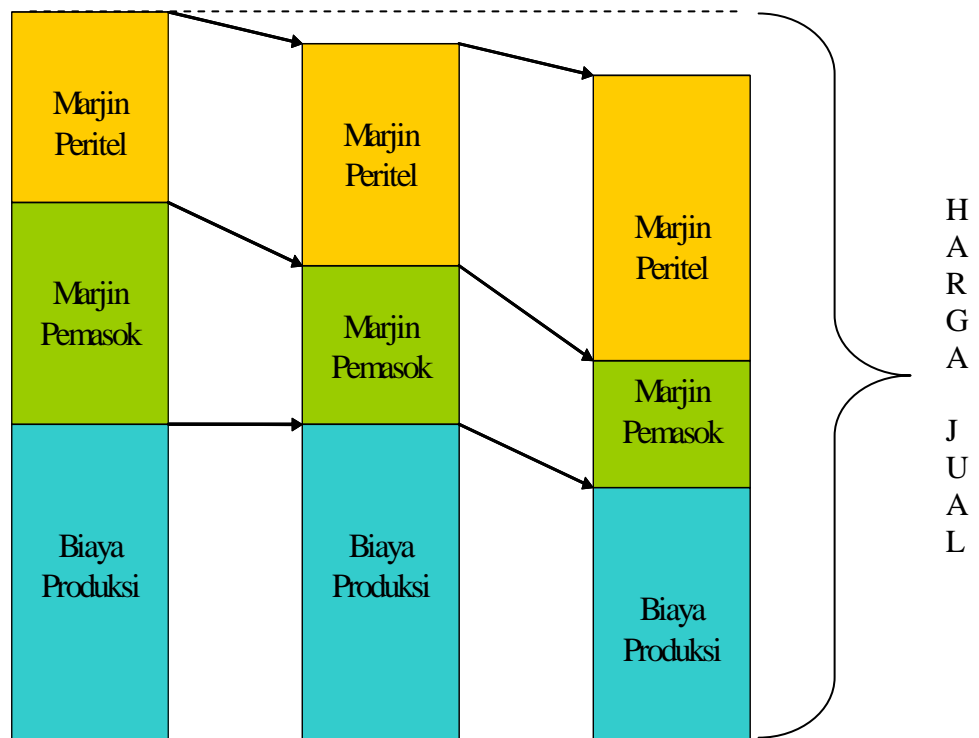 Marjin
Peritel
Marjin
Pemasok
Biaya
Produksi
Marjin
Peritel
Marjin
Pemasok
Biaya
Produksi
Marjin
Peritel
Marjin
Pemasok
Biaya
Produksi
H
A
R
G
A
J
U
A
L